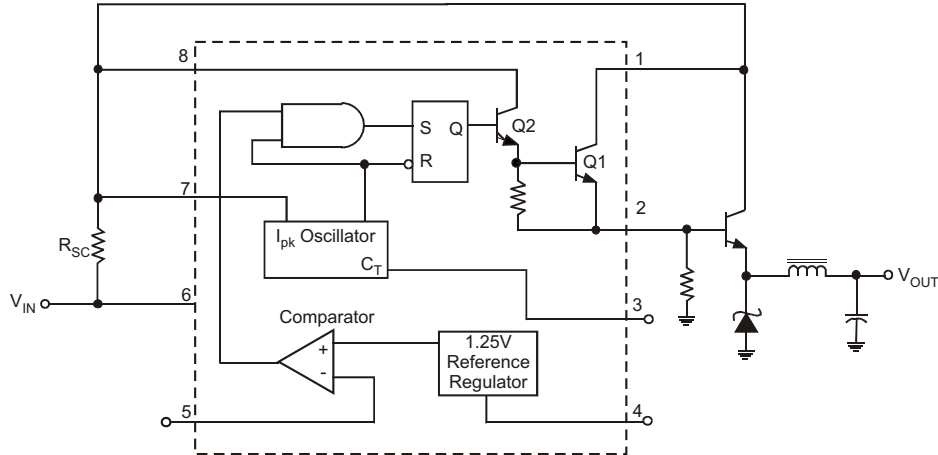 8
1
S Q
Q2
R
Q1
7
2
I_pk Oscillator
C_T
R_SC
V_OUT
V_IN
6
3
Comparator
+
-
1.25V
Reference
Regulator
5
4